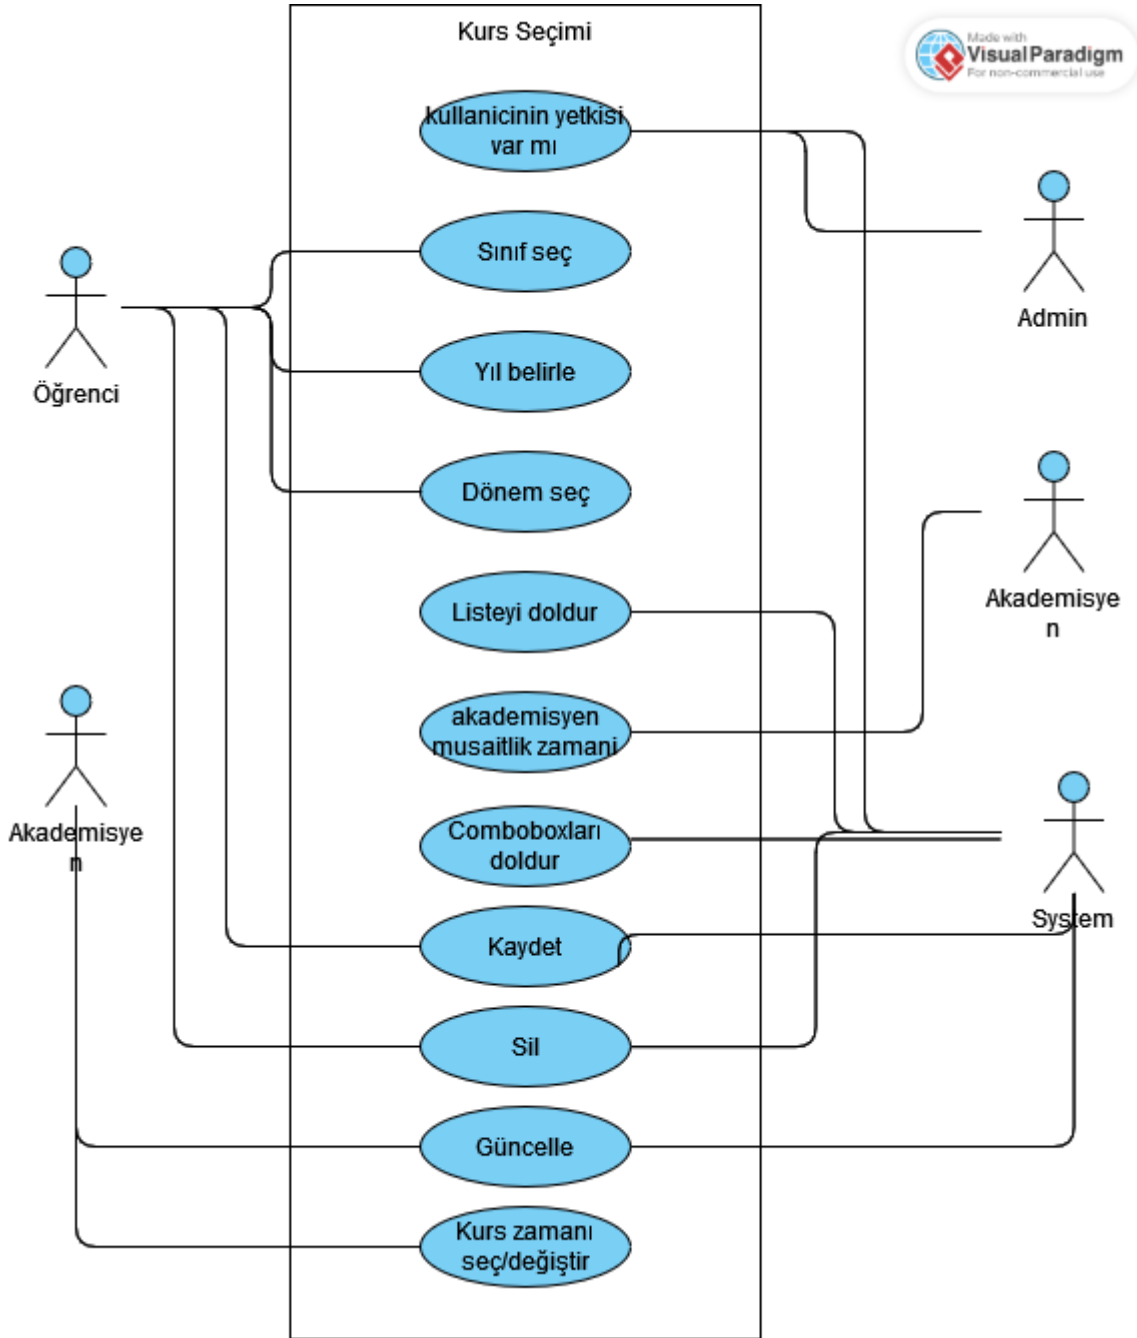 Kurs Seçimi
Made with
Visual Paradigm
For non-commercial use
kullanicinin yetkisi
var mı
Sınıf seç
Admin
Öğrenci
Yıl belirle
Dönem seç
Akademisye
n
Listeyi doldur
akademisyen
musaitlik zamani
Akademisye
n
Comboboxları
doldur
System
Kaydet
Sil
Güncelle
Kurs zamanı
seç/değiştir